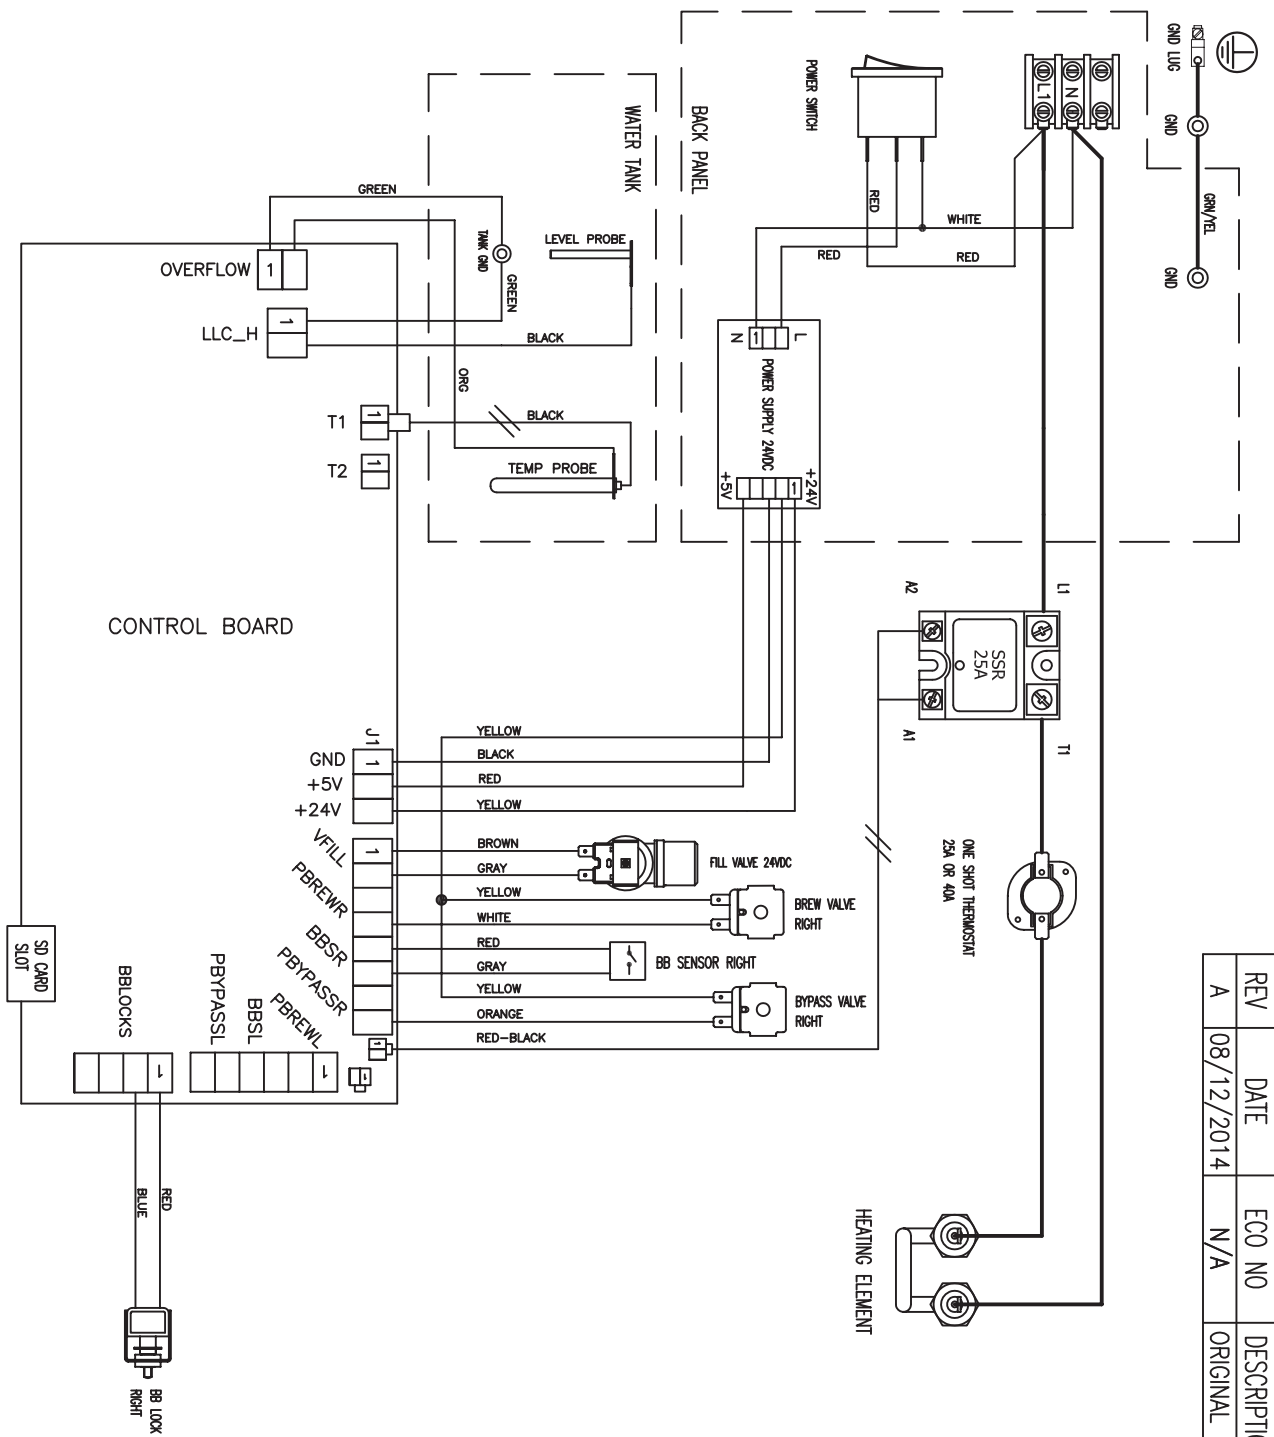 GND LUG
GND
GRN/YEL
GND
L1
N
POWER SWITCH
BACK PANEL
WATER TANK
RED
WHITE
RED
RED
GREEN
TANK GND
GREEN
LEVEL PROBE
OVERFLOW
1
LLC_H
1
BLACK
ORG
T1
1
BLACK
T2
1
TEMP PROBE
N
1
L
POWER SUPPLY 24VDC
+5V
1
+24V
CONTROL BOARD
A2
L1
SSR
25A
A1
T1
J1
GND
1
+5V
+24V
YELLOW
BLACK
RED
YELLOW
VFILL
1
PBREWR
BBSR
PBYPASSR
BROWN
GRAY
YELLOW
WHITE
RED
GRAY
YELLOW
ORANGE
RED-BLACK
FILL VALVE 24VDC
BREW VALVE
RIGHT
BB SENSOR RIGHT
BYPASS VALVE
RIGHT
ONE SHOT THERMOSTAT
25A OR 40A
SD CARD
SLOT
BBLOCKS
PBYPASSL
BBSL
PBREWL
1
1
1
1
RED
BLUE
BB LOCK
RIGHT
HEATING ELEMENT
REV DATE ECO NO DESCRIPTIO
A 08/12/2014 N/A ORIGINAL